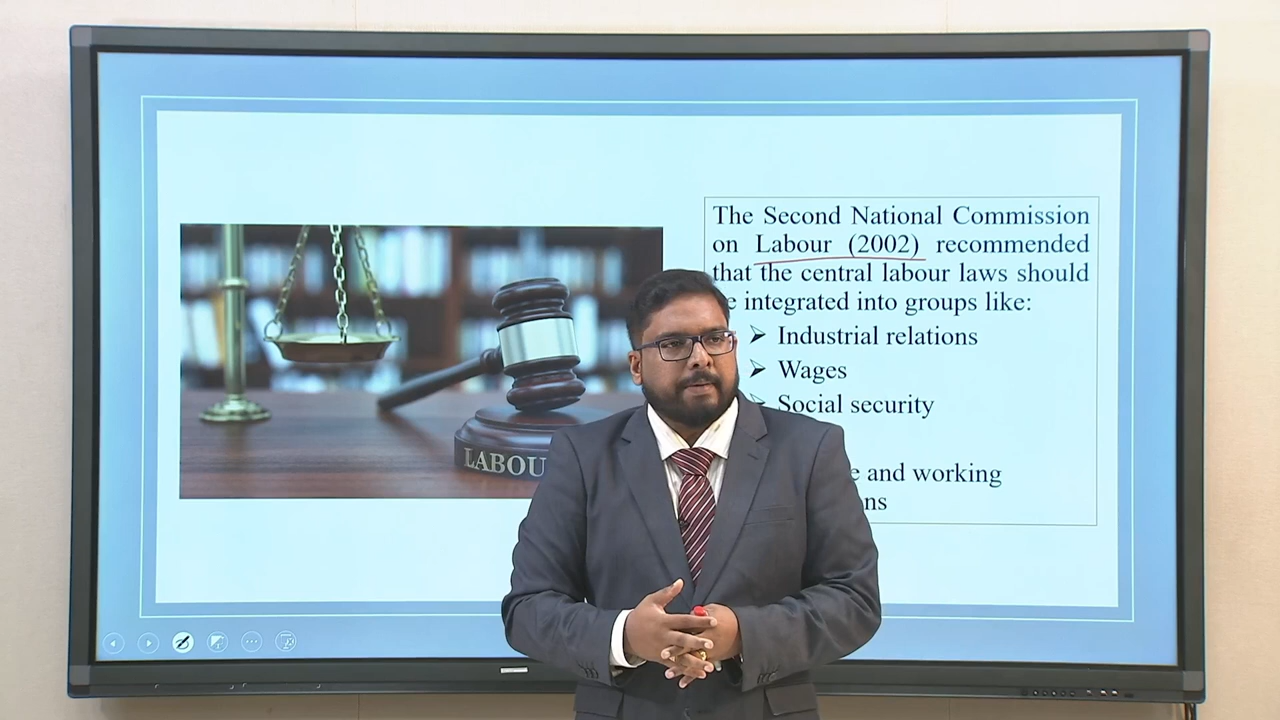 The Second National Commission
on Labour (2002) recommended
that the central labour laws should
integrated into groups like:
Industrial relations
Wages
Social security
and working
LABOU